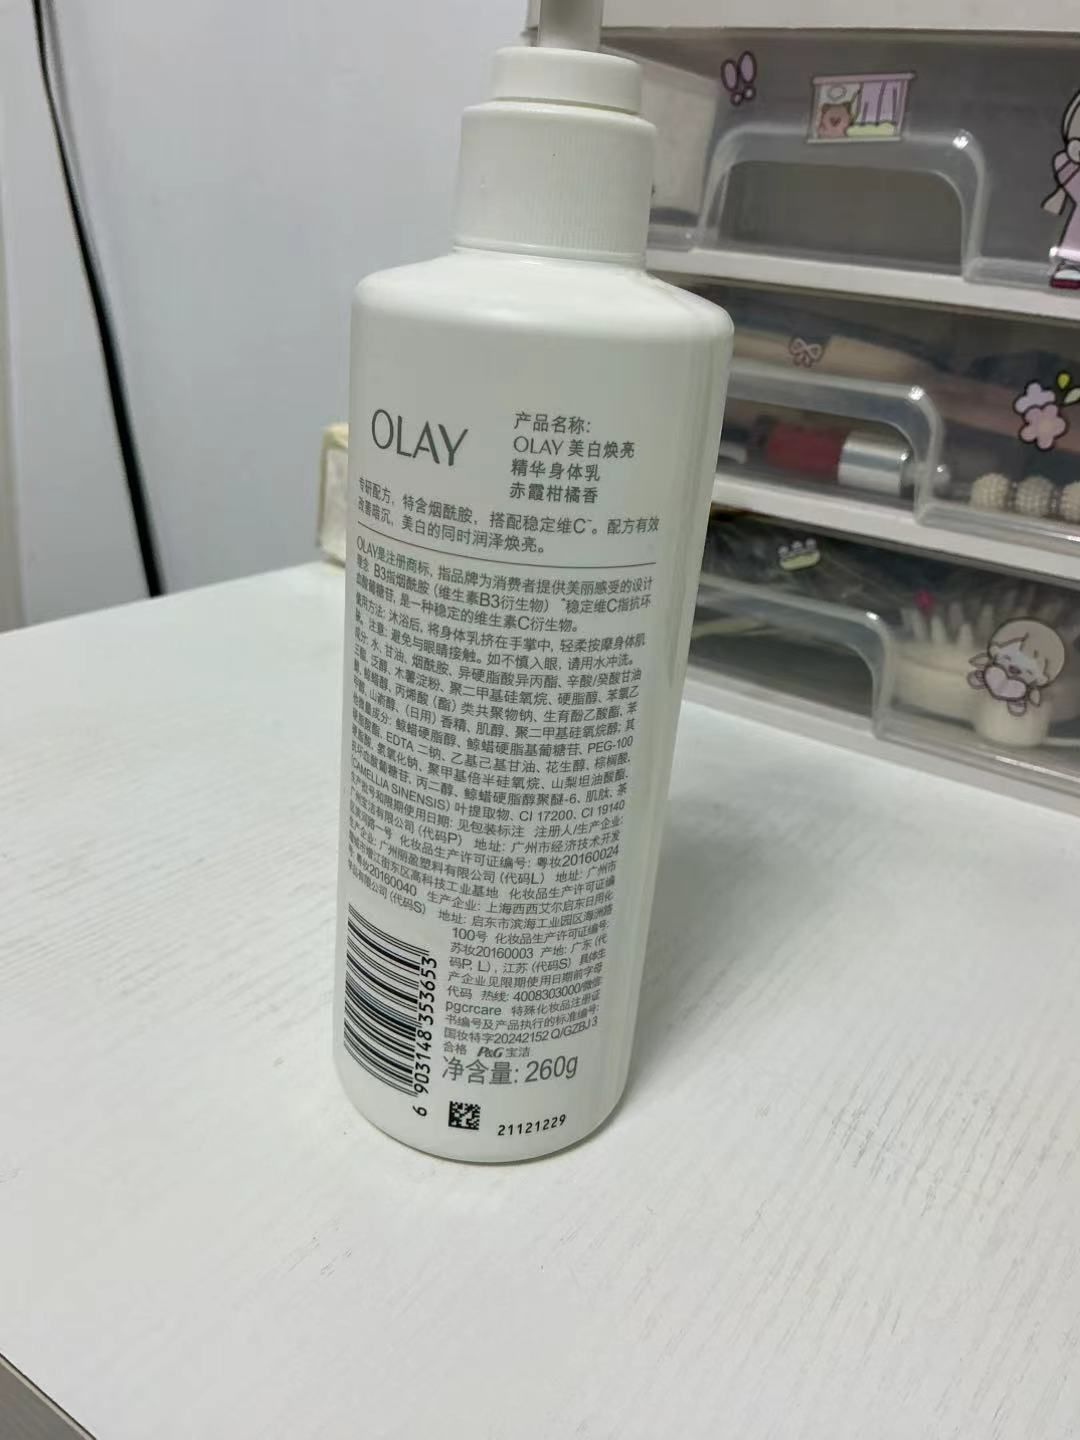 OLAY
产品名称:
OLAY 美白焕亮
精华身体乳
赤霞柑橘香
专研配方, 特含烟酰胺, 搭配稳定维C~。配方有效
改善暗沉, 美白的同时润泽焕亮。
OLAY是注册商标, 指品牌为消费者提供美丽感受的设计
理念 B3指烟酰胺 (维生素B3衍生物) ~稳定维C指抗坏
血酸葡糖苷, 是一种稳定的维生素C衍生物。
使用方法: 沐浴后, 将身体乳挤在手掌中, 轻柔按摩身体肌
肤。注意: 避免与眼睛接触。如不慎入眼, 请用水冲洗。
成分: 水、甘油、烟酰胺、异硬脂酸异丙酯、辛酸/癸酸甘油
三酯、泛醇、木薯淀粉、聚二甲基硅氧烷、硬脂醇、苯氧乙
醇、鲸蜡醇、丙烯酸 (酯) 类共聚物钠、生育酚乙酸酯、苯
甲醇、山嵛醇、(日用) 香精、肌醇、聚二甲基硅氧烷醇; 其
他微量成分: 鲸蜡硬脂醇、鲸蜡硬脂基葡糖苷、PEG-100
硬脂酸酯、EDTA 二钠、乙基己基甘油、花生醇、棕榈酸、
硬脂酸、氢氧化钠、聚甲基倍半硅氧烷、山梨坦油酸酯、
抗坏血酸葡糖苷、丙二醇、鲸蜡硬脂醇聚醚-6、肌肽、茶
(CAMELLIA SINENSIS) 叶提取物、CI 17200、CI 19140
生产批号和限期使用日期: 见包装标注 注册人/生产企业:
广州宝洁有限公司 (代码P) 地址: 广州市经济技术开发
区滨河路一号 化妆品生产许可证编号: 粤妆20160024
生产企业: 广州丽盈塑料有限公司 (代码L) 地址: 广州市
增城市增江街东区高科技工业基地 化妆品生产许可证编
号: 粤妆20160040 生产企业: 上海西西艾尔启东日用化
学品有限公司 (代码S) 地址: 启东市滨海工业园区海洲路
100号 化妆品生产许可证编号:
苏妆20160003 产地: 广东 (代
码P, L), 江苏 (代码S) 具体生
产企业见限期使用日期前字母
代码 热线: 4008303000/微信
pgcrcare 特殊化妆品注册证
书编号及产品执行的标准编号:
国妆特字20242152 Q/GZBJ 3
合格 P&G 宝洁
净含量: 260g
6 903148 353653
21121229